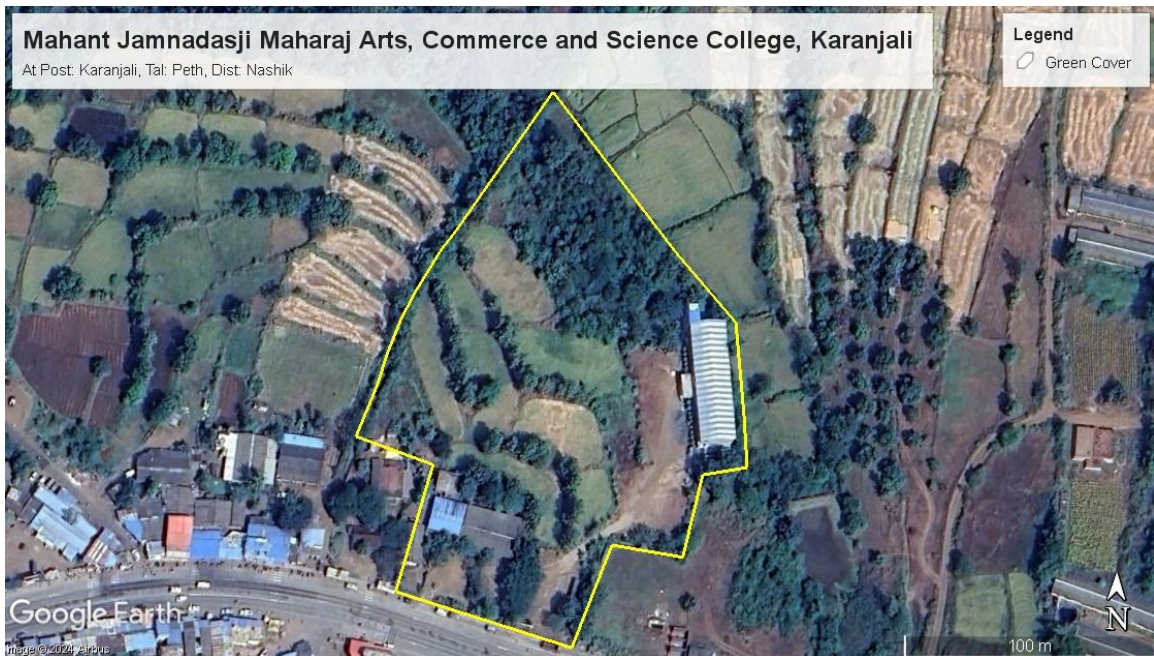 Mahant Jamnadasji Maharaj Arts, Commerce and Science College, Karanjali
At Post: Karanjali, Tal: Peth, Dist: Nashik
Legend
Green Cover
N
Google Earth
100 m
Image © 2024 Airbus